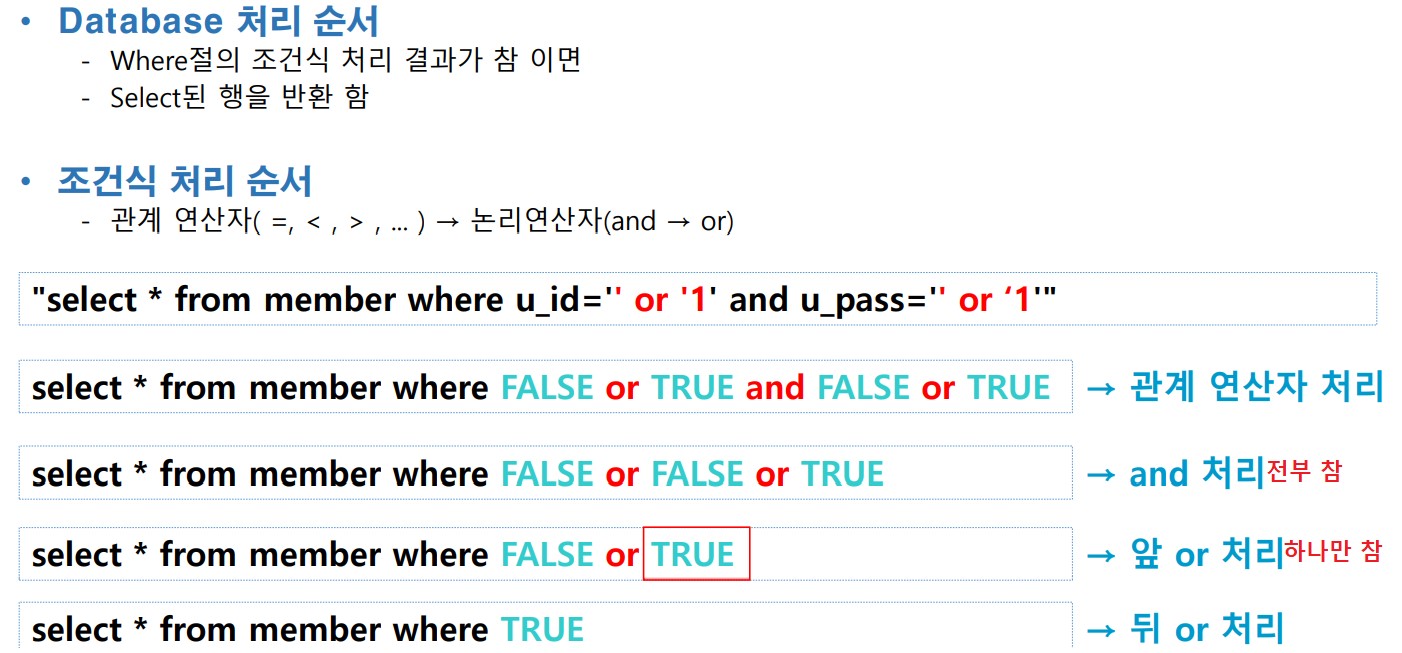 • Database 처리 순서
- Where절의 조건식 처리 결과가 참 이면
- Select된 행을 반환 함
• 조건식 처리 순서
- 관계 연산자( =, < , > , ... ) → 논리연산자(and → or)
"select * from member where u_id='' or '1' and u_pass='' or ‘1'"
select * from member where FALSE or TRUE and FALSE or TRUE → 관계 연산자 처리
select * from member where FALSE or FALSE or TRUE → and 처리전부 참
select * from member where FALSE or TRUE → 앞 or 처리하나만 참
select * from member where TRUE → 뒤 or 처리